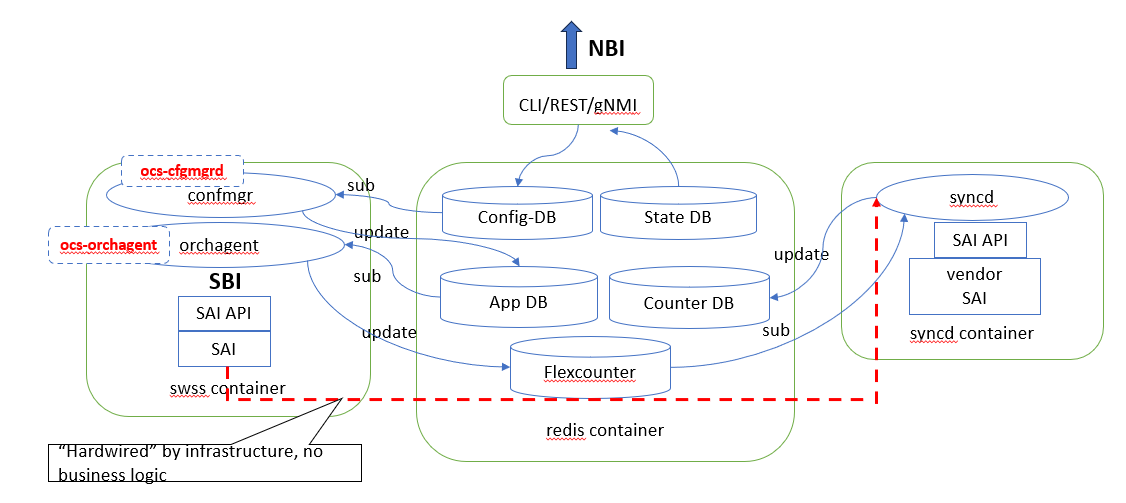 NBI
CLI/REST/gNMI
ocs-cfgmgrd
confmgr
sub
Config-DB
State DB
syncd
ocs-orchagent
orchagent
update
SAI API
update
sub
SBI
App DB
Counter DB
vendor
SAI
SAI API
update
sub
syncd container
SAI
Flexcounter
swss container
redis container
“Hardwired” by infrastructure, no
business logic